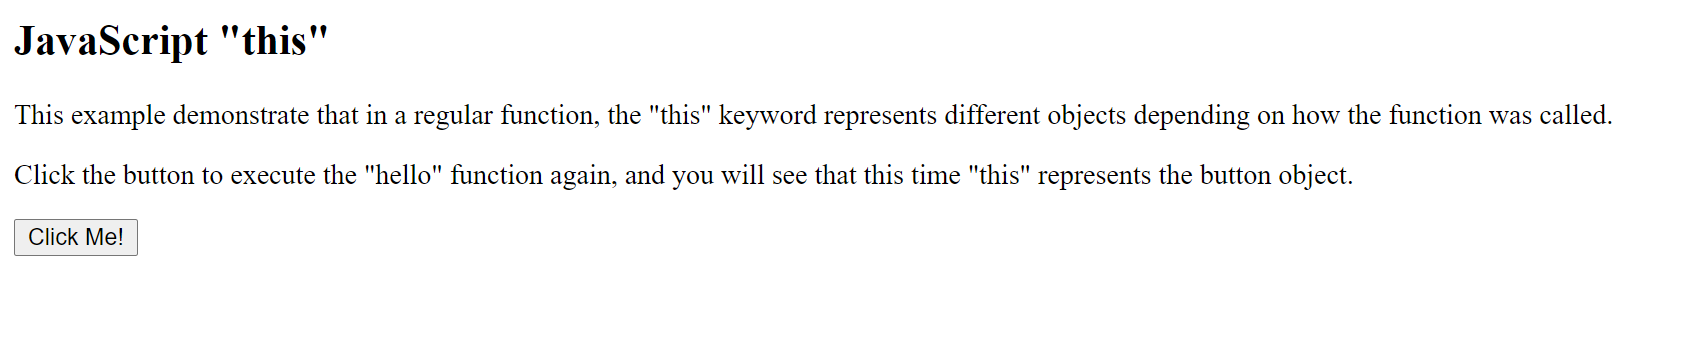 JavaScript "this"
This example demonstrate that in a regular function, the "this" keyword represents different objects depending on how the function was called.
Click the button to execute the "hello" function again, and you will see that this time "this" represents the button object.
Click Me!